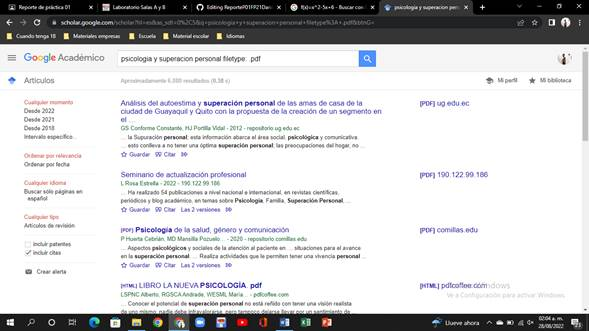 Reporte de práctica 01
Laboratorio Salas A y B
Editing ReporteP01FP21Dan
f(x)=x^2-5x+6 - Buscar con
psicologia y superacion personal
scholar.google.com/scholar?hl=es&as_sdt=0%2C5&q=psicologia+y+superacion+personal+filetype%3A+.pdf&btnG=
Cuando tenga 18
Materiales empresas
Escuela
Material escolar
Idiomas
Google Académico
psicologia y superacion personal filetype: .pdf
Artículos
Aproximadamente 6,080 resultados (0.38 s)
Mi perfil
Mi biblioteca
Cualquier momento
Desde 2022
Desde 2021
Desde 2018
Intervalo específico...
Ordenar por relevancia
Ordenar por fecha
Cualquier idioma
Buscar sólo páginas en
español
Cualquier tipo
Artículos de revisión
incluir patentes
incluir citas
Crear alerta
Análisis del autoestima y superación personal de las amas de casa de la
ciudad de Guayaquil y Quito con la propuesta de la creación de un segmento en
el ...
GS Conforme Constanté, HJ Portilla Vidal - 2012 - repositorio.ug.edu.ec
... la Superación personal; esta información abarca el área social, psicológica y comunicativa.
... esto conlleva a no tener una óptima superación personal; las preocupaciones del hogar, no ...
Guardar Citar
[PDF] ug.edu.ec
Seminario de actualización profesional
L Rosa Estrella - 2022 - 190.122.99.186
... Ha realizado 54 publicaciones a nivel nacional e internacional, en revistas científicas,
periódicos y blog académico, en temas sobre Psicología, Familia, Superación Personal, ...
Guardar Citar Las 2 versiones
[PDF] 190.122.99.186
[PDF] Psicología de la salud, género y comunicación
P Huerta Cebrián, MD Mansilla Pozuelo... - 2020 - repositorio.comillas.edu
... Aspectos psicológicos y sociales de la atención al paciente en ... situaciones para el avance
en la superación personal. ... Realiza actividades que le permiten tener una vivencia personal ...
Guardar Citar Las 2 versiones
[PDF] comillas.edu
[HTML] LIBRO LA NUEVA PSICOLOGÍA. pdf
LSPNC Alberto, RGSCA Andrade, WESML Maria... - pdfcoffee.com
... Conocer el potencial de superación personal no está reñido con tener una visión realista
de uno mismo, nadie debe infravalorarse, pero tampoco dejarse llevar por un desmesurado
[HTML] pdfcoffee.com
Ve a Configuración para activar Windows.
Llueve ahora
02:04 a. m.
28/08/2022